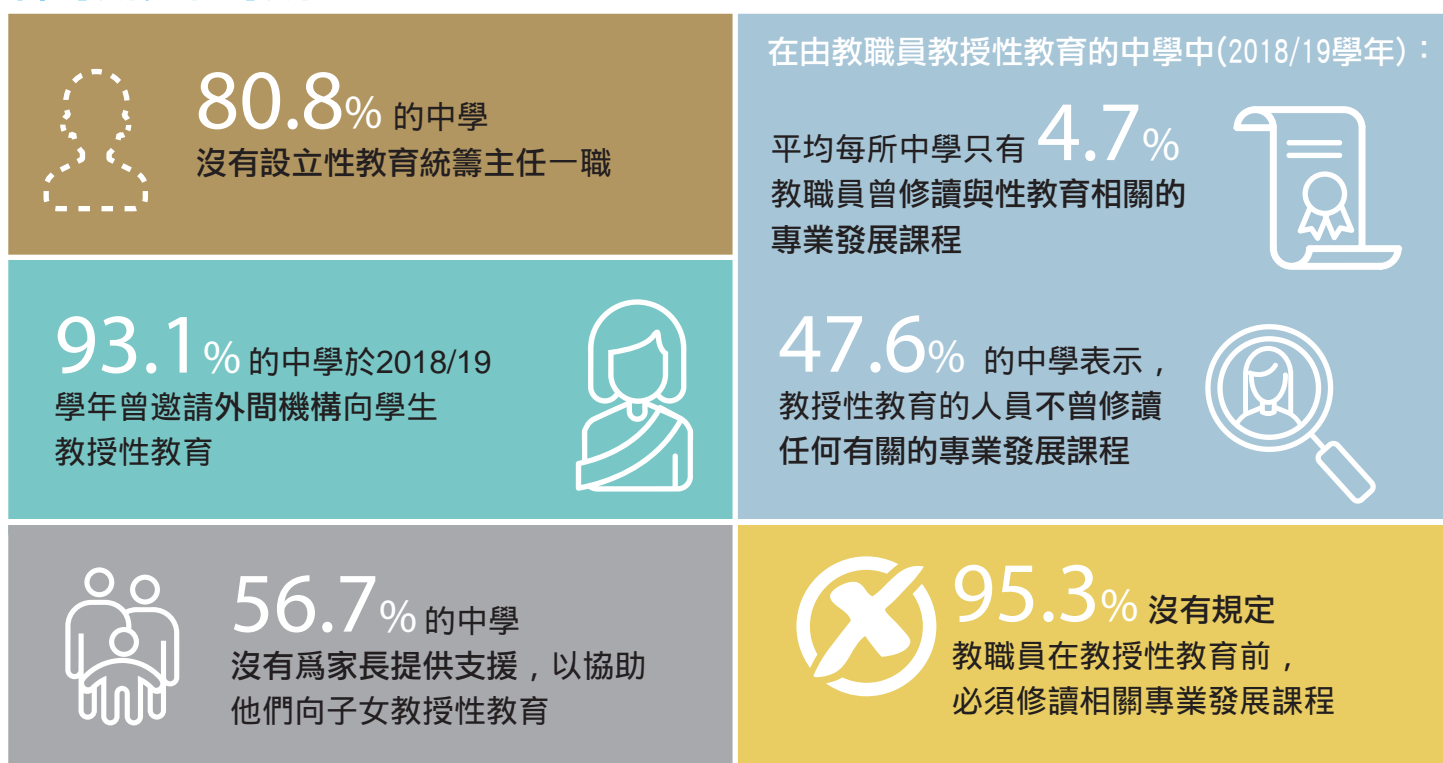 80.8% 的中學
沒有設立性教育統籌主任一職
93.1% 的中學於2018/19
學年曾邀請外間機構向學生
教授性教育
56.7% 的中學
沒有爲家長提供支援，以協助
他們向子女教授性教育
在由教職員教授性教育的中學中(2018/19學年)：
平均每所中學只有 4.7%
教職員曾修讀與性教育相關的
專業發展課程
47.6% 的中學表示，
教授性教育的人員不曾修讀
任何有關的專業發展課程
95.3% 沒有規定
教職員在教授性教育前，
必須修讀相關專業發展課程